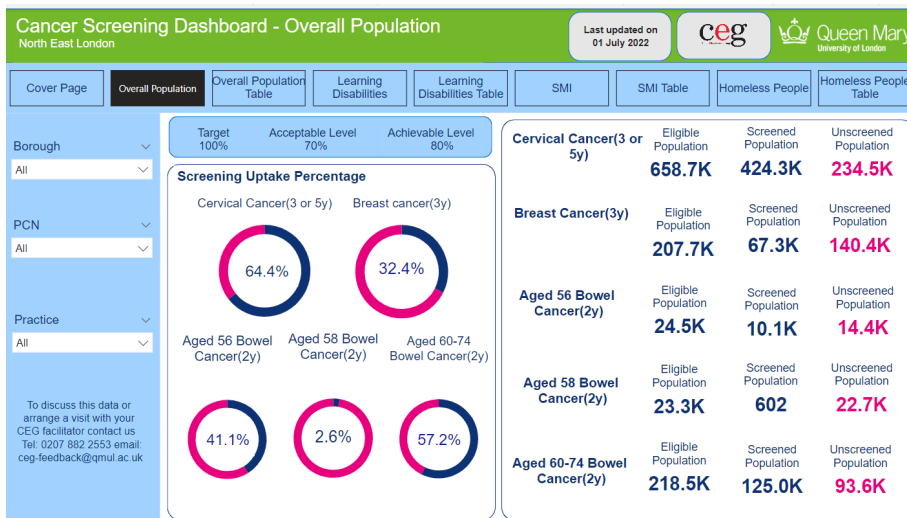 Cancer Screening Dashboard - Overall Population
North East London
Last updated on
01 July 2022
ceg
Queen Mary
University of London
Cover Page
Overall Population
Overall Population
Table
Learning
Disabilities
Learning
Disabilities Table
SMI
SMI Table
Homeless People
Homeless People
Table
Borough
All
PCN
All
Practice
All
To discuss this data or
arrange a visit with your
CEG facilitator contact us
Tel: 0207 882 2553 email:
ceg-feedback@qmul.ac.uk
Target
100%
Acceptable Level
70%
Achievable Level
80%
Screening Uptake Percentage
Cervical Cancer(3 or 5y)
64.4%
Breast cancer(3y)
32.4%
Aged 56 Bowel
Cancer(2y)
41.1%
Aged 58 Bowel
Cancer(2y)
2.6%
Aged 60-74
Bowel Cancer(2y)
57.2%
Cervical Cancer(3 or
5y)
Eligible
Population
658.7K
Screened
Population
424.3K
Unscreened
Population
234.5K
Breast Cancer(3y)
Eligible
Population
207.7K
Screened
Population
67.3K
Unscreened
Population
140.4K
Aged 56 Bowel
Cancer(2y)
Eligible
Population
24.5K
Screened
Population
10.1K
Unscreened
Population
14.4K
Aged 58 Bowel
Cancer(2y)
Eligible
Population
23.3K
Screened
Population
602
Unscreened
Population
22.7K
Aged 60-74 Bowel
Cancer(2y)
Eligible
Population
218.5K
Screened
Population
125.0K
Unscreened
Population
93.6K